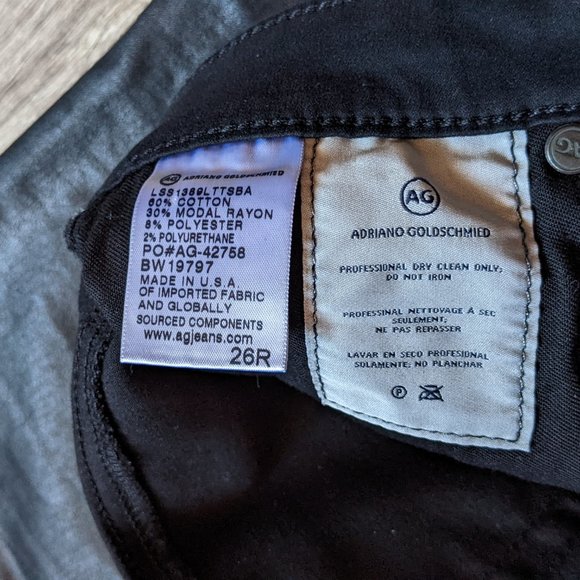 AG ADRIANO GOLDSCHMIED
LSS1389LTTSBA
60% COTTON
30% MODAL RAYON
8% POLYESTER
2% POLYURETHANE
PO#AG-42758
BW19797
MADE IN U.S.A
OF IMPORTED FABRIC
AND GLOBALLY
SOURCED COMPONENTS
www.agjeans.com
26R
AG
ADRIANO GOLDSCHMIED
PROFESSIONAL DRY CLEAN ONLY;
DO NOT IRON
PROFESSINAL NETTOYAGE À SEC
SEULEMENT;
NE PAS REPASSER
LAVAR EN SECO PROFESIONAL
SOLAMENTE; NO PLANCHAR
P